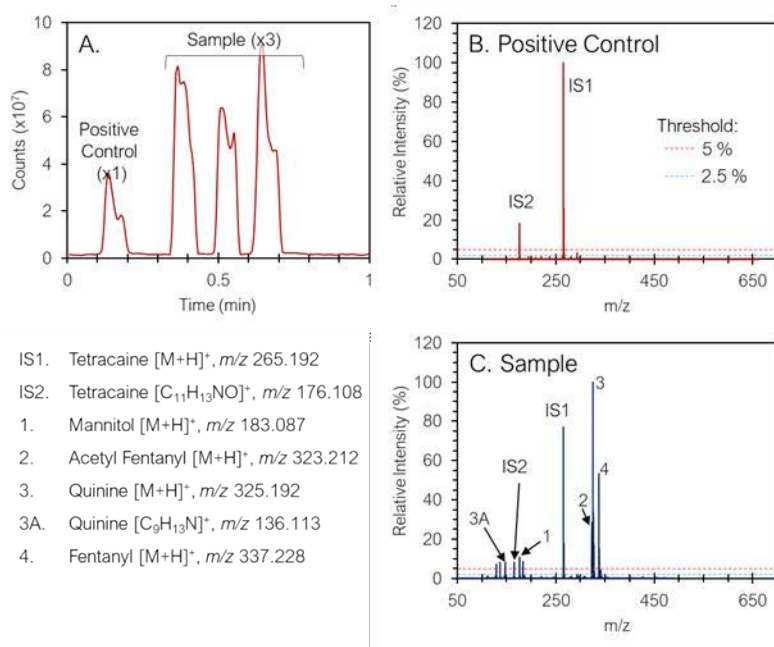 A.
Sample (x3)
Positive
Control
(x1)
Counts (x10⁷)
10
8
6
4
2
0
0
0.5
1
Time (min)
B. Positive Control
IS1
IS2
Threshold:
5 %
2.5 %
Relative Intensity (%)
120
100
80
60
40
20
0
50
250
450
650
m/z
IS1. Tetracaine [M+H]⁺, m/z 265.192
IS2. Tetracaine [C₁₁H₁₃NO]⁺, m/z 176.108
1. Mannitol [M+H]⁺, m/z 183.087
2. Acetyl Fentanyl [M+H]⁺, m/z 323.212
3. Quinine [M+H]⁺, m/z 325.192
3A. Quinine [C₉H₁₃N]⁺, m/z 136.113
4. Fentanyl [M+H]⁺, m/z 337.228
C. Sample
3
IS1
4
IS2
2
3A
1
Relative Intensity (%)
120
100
80
60
40
20
0
50
250
450
650
m/z